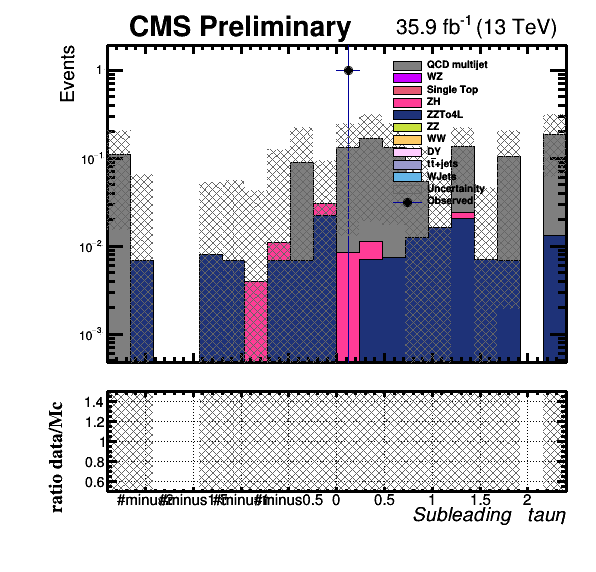 CMS Preliminary 35.9 fb⁻¹ (13 TeV)
Events
1
10⁻¹
10⁻²
10⁻³
QCD multijet
WZ
Single Top
ZH
ZZTo4L
ZZ
WW
DY
tt̄+jets
WJets
Uncertainity
Observed
ratio data/Mc
1.4
1.2
1
0.8
0.6
#minus2 #minus1.5 #minus1 #minus0.5 0 0.5 1 1.5 2
Subleading tauη